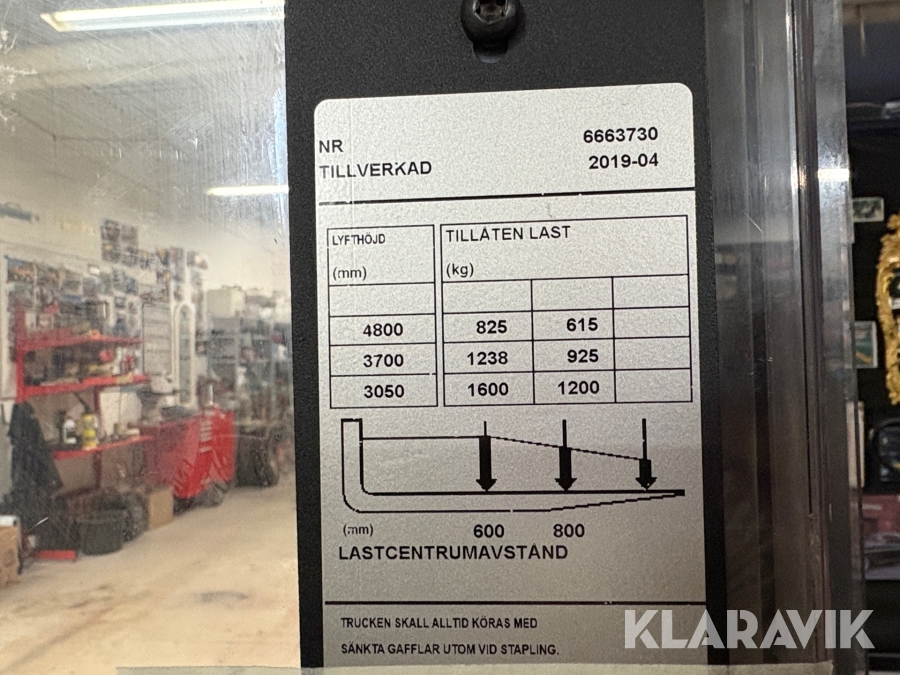 NR 6663730
TILLVERKAD 2019-04
LYFTHÖJD TILLÅTEN LAST
(mm) (kg)
4800 825 615
3700 1238 925
3050 1600 1200
(mm) 600 800
LASTCENTRUMAVSTÅND
TRUCKEN SKALL ALLTID KÖRAS MED
SÄNKTA GAFFLAR UTOM VID STAPLING.
KLARAVIK